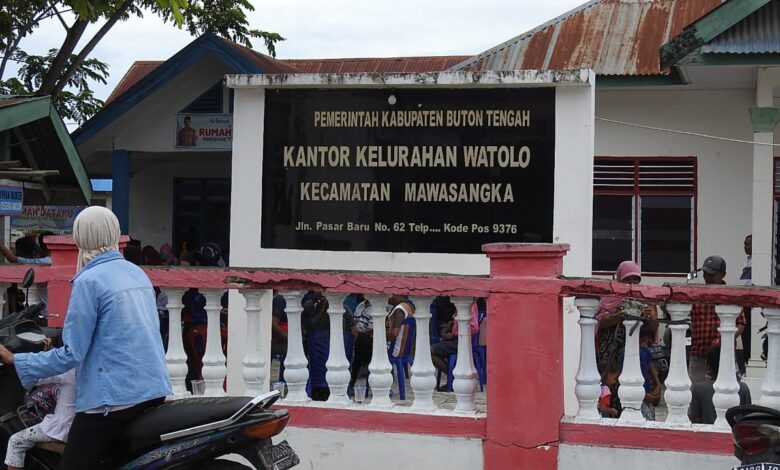 PEMERINTAH KABUPATEN BUTON TENGAH
KANTOR KELURAHAN WATOLO
KECAMATAN MAWASANGKA
Jln. Pasar Baru No. 62 Telp.... Kode Pos 9376
RUMAH